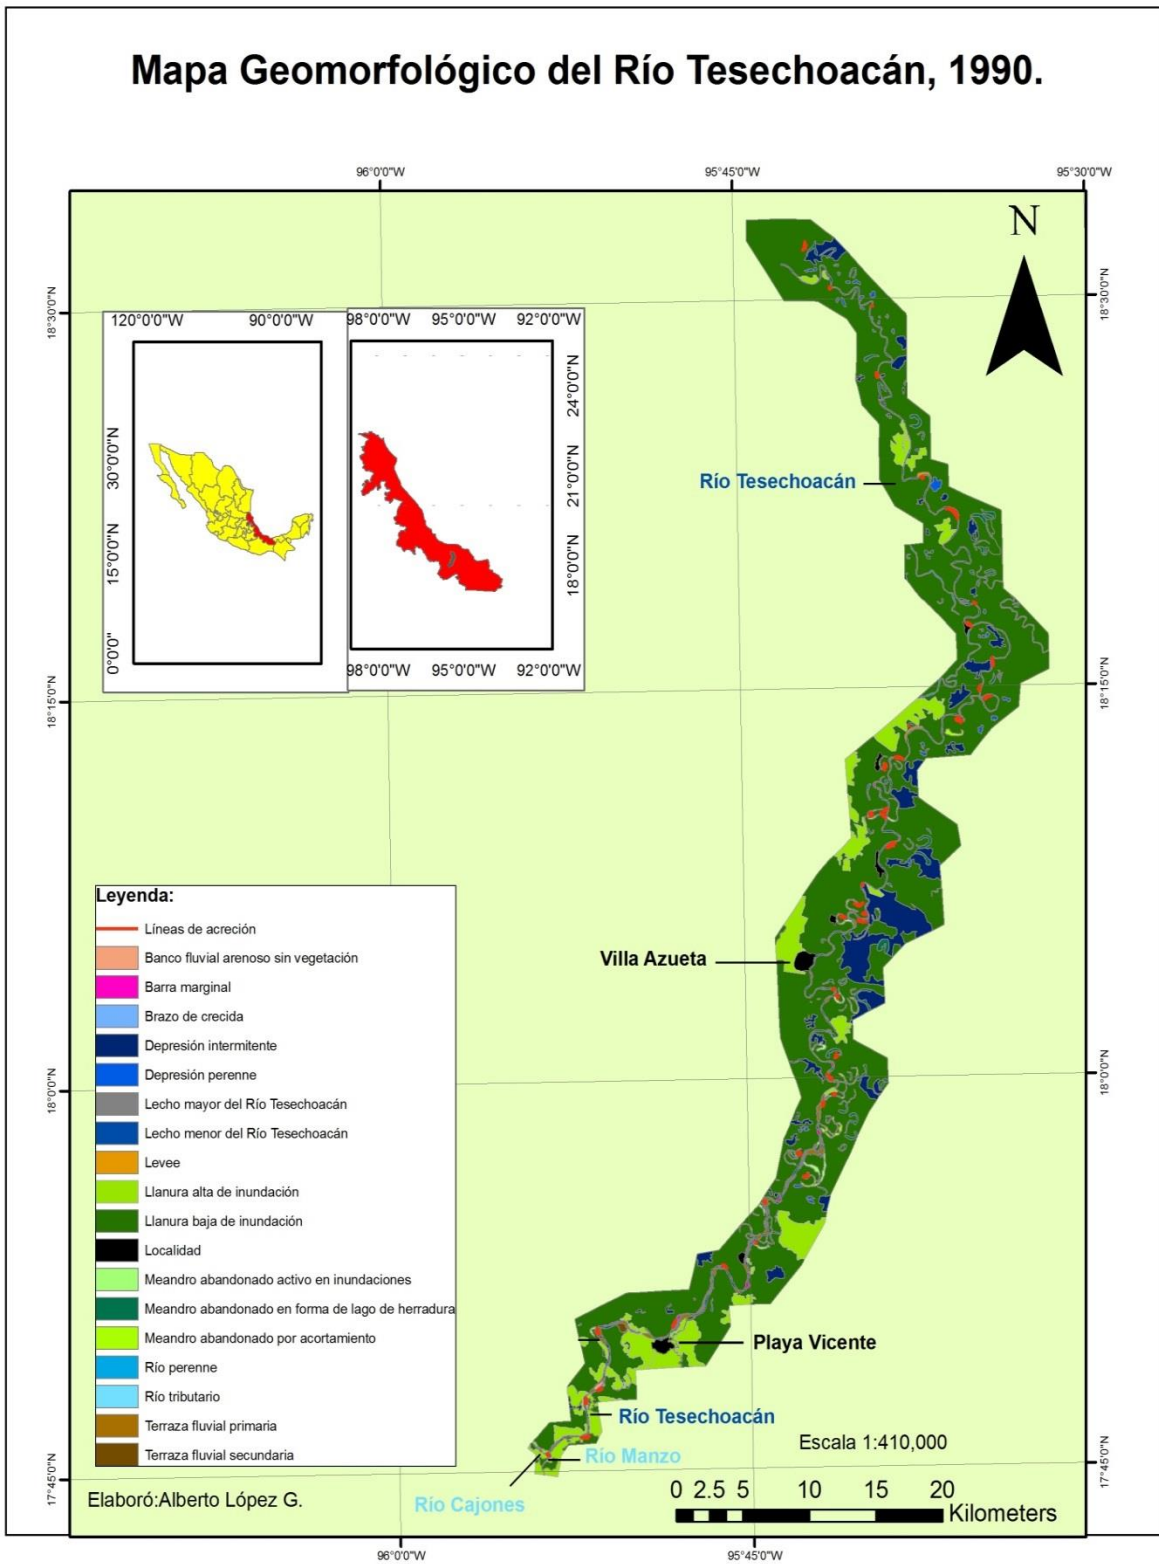 Mapa Geomorfológico del Río Tesechoacán, 1990.
96°0'0"W
95°45'0"W
95°30'0"W
N
18°30'0"N
18°30'0"N
120°0'0"W
90°0'0"W
98°0'0"W
95°0'0"W
92°0'0"W
30°0'0"N
15°0'0"N
0°0'0"
24°0'0"N
21°0'0"N
18°0'0"N
98°0'0"W
95°0'0"W
92°0'0"W
Río Tesechoacán
18°15'0"N
18°15'0"N
Leyenda:
Líneas de acreción
Banco fluvial arenoso sin vegetación
Barra marginal
Brazo de crecida
Depresión intermitente
Depresión perenne
Lecho mayor del Río Tesechoacán
Lecho menor del Río Tesechoacán
Levee
Llanura alta de inundación
Llanura baja de inundación
Localidad
Meandro abandonado activo en inundaciones
Meandro abandonado en forma de lago de herradura
Meandro abandonado por acortamiento
Río perenne
Río tributario
Terraza fluvial primaria
Terraza fluvial secundaria
Villa Azueta
18°0'0"N
18°0'0"N
Playa Vicente
Río Tesechoacán
Río Manzo
Río Cajones
Escala 1:410,000
17°45'0"N
17°45'0"N
Elaboró:Alberto López G.
0 2.5 5 10 15 20
Kilometers
96°0'0"W
95°45'0"W